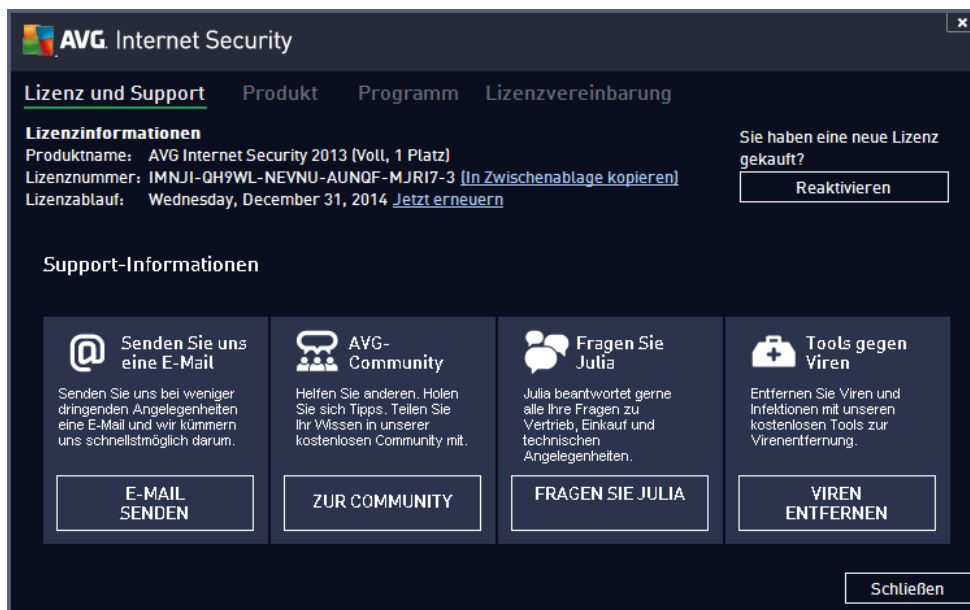 AVG. Internet Security
x
Lizenz und Support Produkt Programm Lizenzvereinbarung
Lizenzinformationen
Produktname: AVG Internet Security 2013 (Voll, 1 Platz)
Lizenznummer: IMNJI-QH9WL-NEVNU-AUNQF-MJRI7-3 (In Zwischenablage kopieren)
Lizenzablauf: Wednesday, December 31, 2014 Jetzt erneuern
Sie haben eine neue Lizenz
gekauft?
Reaktivieren
Support-Informationen
Senden Sie uns
eine E-Mail
Senden Sie uns bei weniger
dringenden Angelegenheiten
eine E-Mail und wir kümmern
uns schnellstmöglich darum.
E-MAIL
SENDEN
AVG-
Community
Helfen Sie anderen. Holen
Sie sich Tipps. Teilen Sie
Ihr Wissen in unserer
kostenlosen Community mit.
ZUR COMMUNITY
Fragen Sie
Julia
Julia beantwortet gerne
alle Ihre Fragen zu
Vertrieb, Einkauf und
technischen
Angelegenheiten.
FRAGEN SIE JULIA
Tools gegen
Viren
Entfernen Sie Viren und
Infektionen mit unseren
kostenlosen Tools zur
Virenentfernung.
VIREN
ENTFERNEN
Schließen